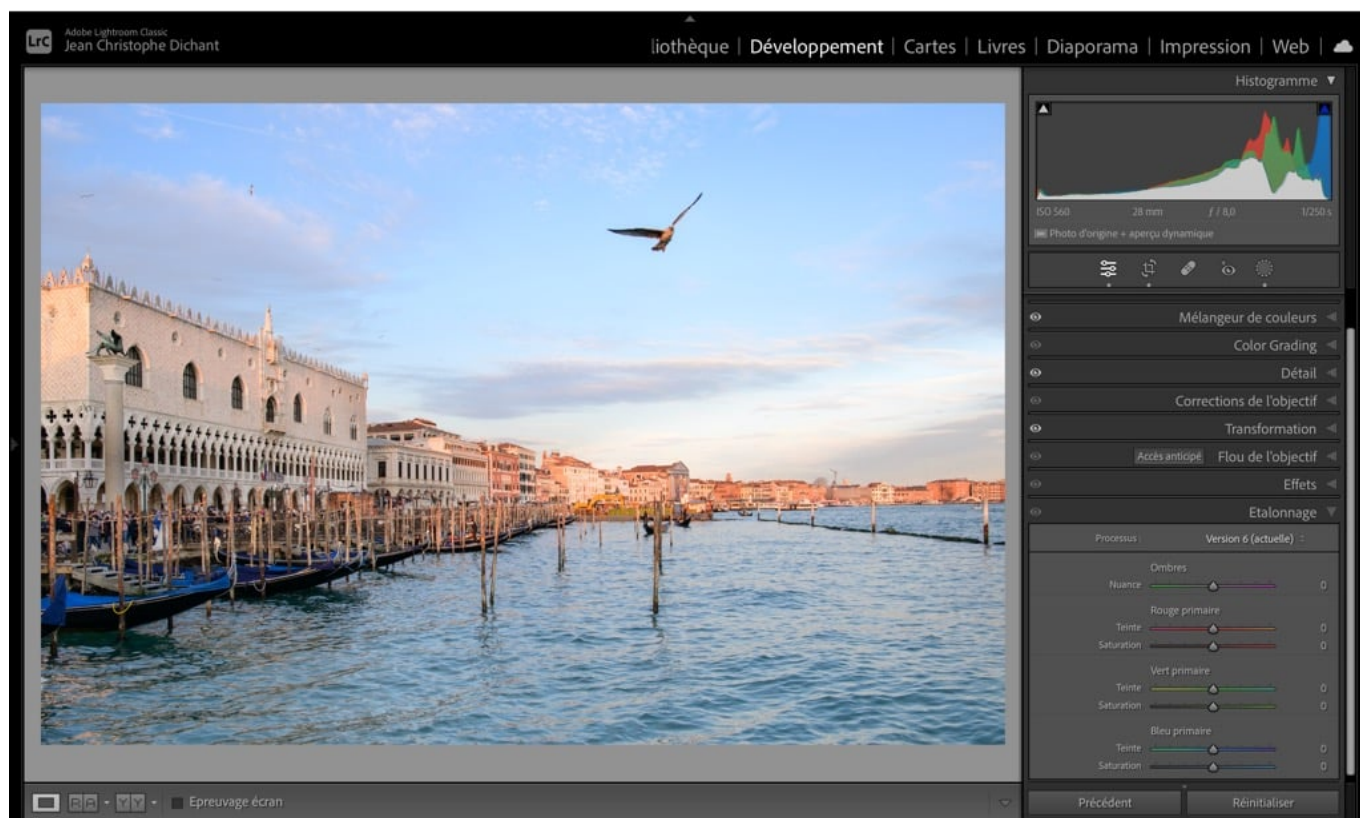 LrC
Adobe Lightroom Classic
Jean Christophe Dichant
liothèque | Développement | Cartes | Livres | Diaporama | Impression | Web |
Histogramme
ISO 560 28 mm ƒ / 8,0 1/250 s
Photo d'origine + aperçu dynamique
Mélangeur de couleurs
Color Grading
Détail
Corrections de l'objectif
Transformation
Accès anticipé Flou de l'objectif
Effets
Etalonnage
Processus : Version 6 (actuelle)
Ombres
Nuance 0
Rouge primaire
Teinte 0
Saturation 0
Vert primaire
Teinte 0
Saturation 0
Bleu primaire
Teinte 0
Saturation 0
R A Y Y Epreuvage écran
Précédent Réinitialiser